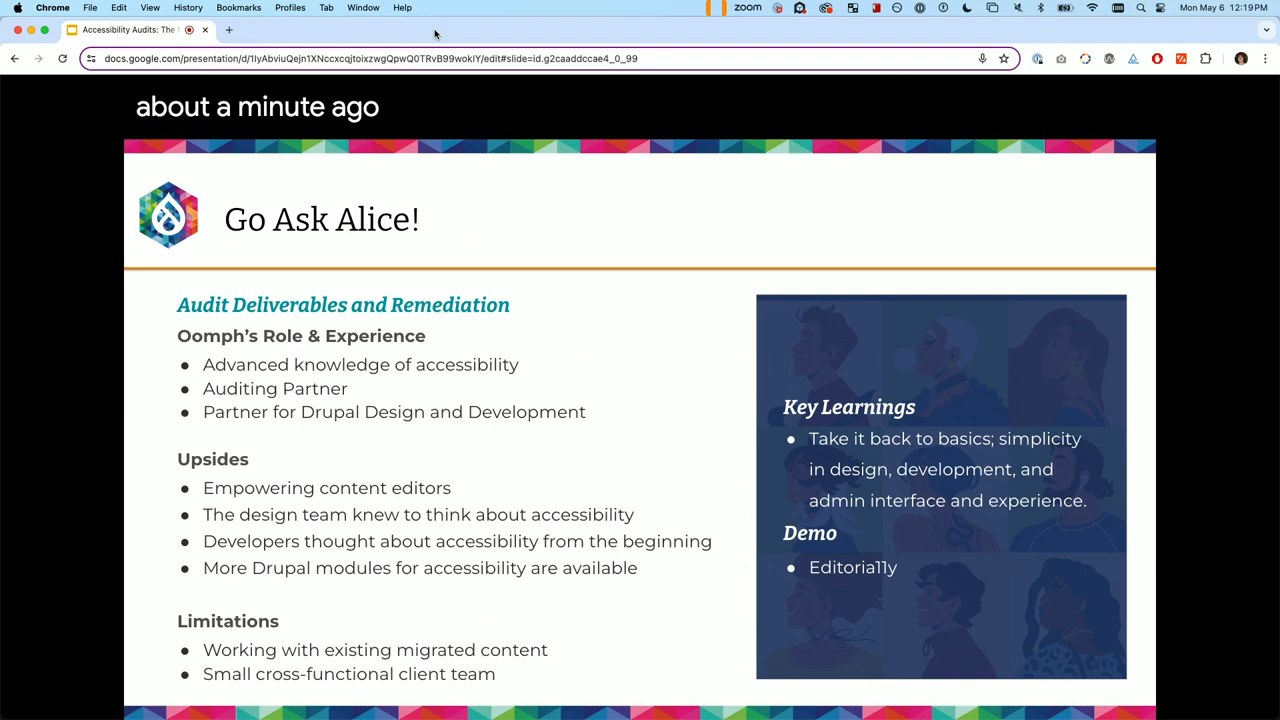 Chrome File Edit View History Bookmarks Profiles Tab Window Help zoom Mon May 6 12:19 PM
Accessibility Audits: The
docs.google.com/presentation/d/1IyAbviuQejn1XNccxcqjtoixzwgQpwQ0TRvB99wokIY/edit#slide=id.g2caaddccae4_0_99
about a minute ago
Go Ask Alice!
Audit Deliverables and Remediation
Oomph's Role & Experience
● Advanced knowledge of accessibility
● Auditing Partner
● Partner for Drupal Design and Development
Upsides
● Empowering content editors
● The design team knew to think about accessibility
● Developers thought about accessibility from the beginning
● More Drupal modules for accessibility are available
Limitations
● Working with existing migrated content
● Small cross-functional client team
Key Learnings
● Take it back to basics; simplicity
in design, development, and
admin interface and experience.
Demo
● Editoria11y